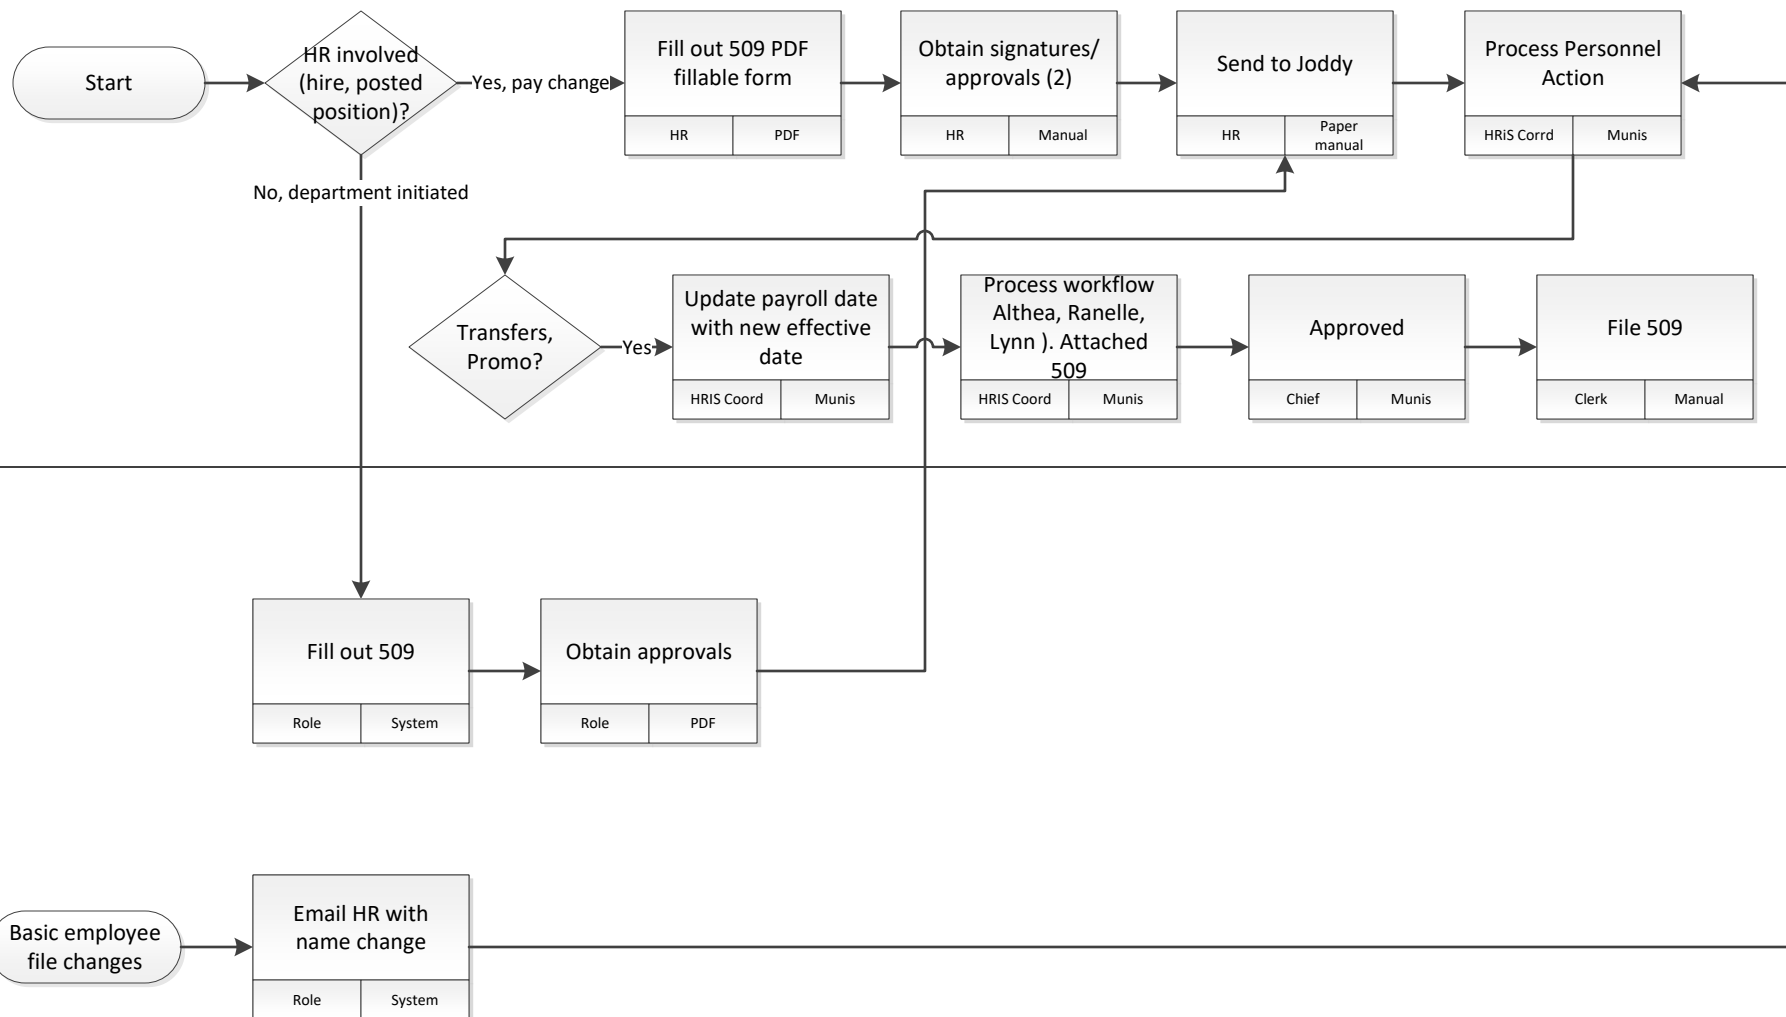 Start
HR involved
(hire, posted
position)?
Yes, pay change
Fill out 509 PDF
fillable form
HR
PDF
Obtain signatures/
approvals (2)
HR
Manual
Send to Joddy
HR
Paper
manual
Process Personnel
Action
HRiS Corrd
Munis
No, department initiated
Transfers,
Promo?
Yes
Update payroll date
with new effective
date
HRIS Coord
Munis
Process workflow
Althea, Ranelle,
Lynn ). Attached
509
HRIS Coord
Munis
Approved
Chief
Munis
File 509
Clerk
Manual
Fill out 509
Role
System
Obtain approvals
Role
PDF
Basic employee
file changes
Email HR with
name change
Role
System